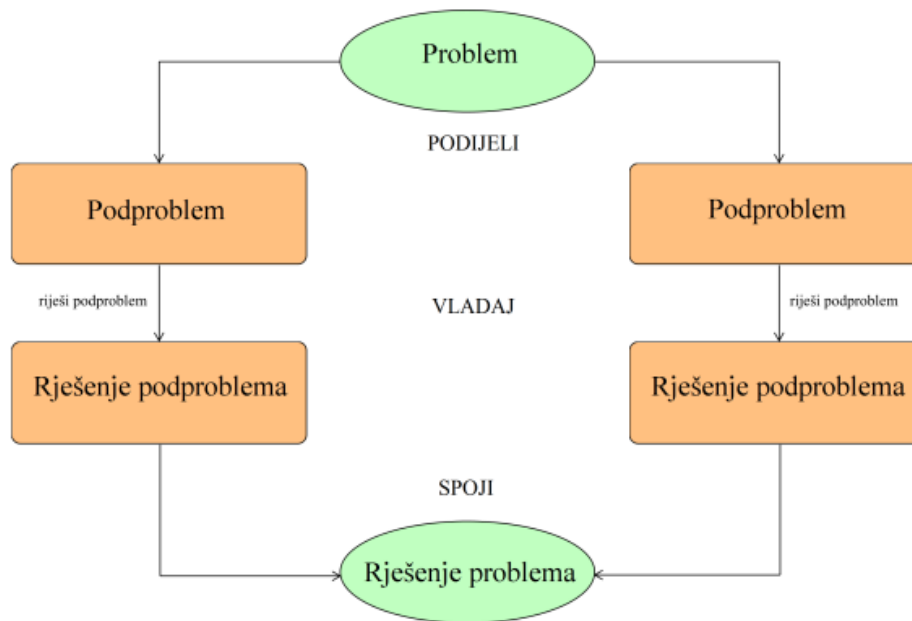 Problem
PODIJELI
Podproblem
Podproblem
riješi podproblem
VLADAJ
riješi podproblem
Rješenje podproblema
Rješenje podproblema
SPOJI
Rješenje problema